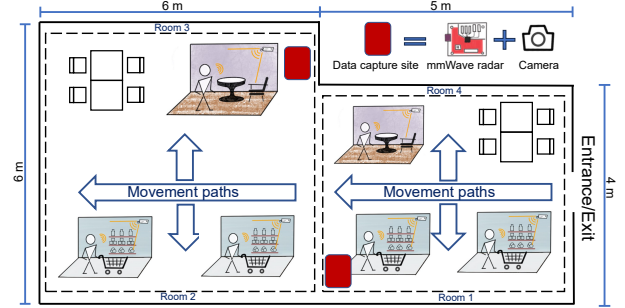 6 m
5 m
Room 3
Data capture site
mmWave radar
Camera
Room 4
6 m
Movement paths
Movement paths
Entrance/Exit
4 m
Room 2
Room 1